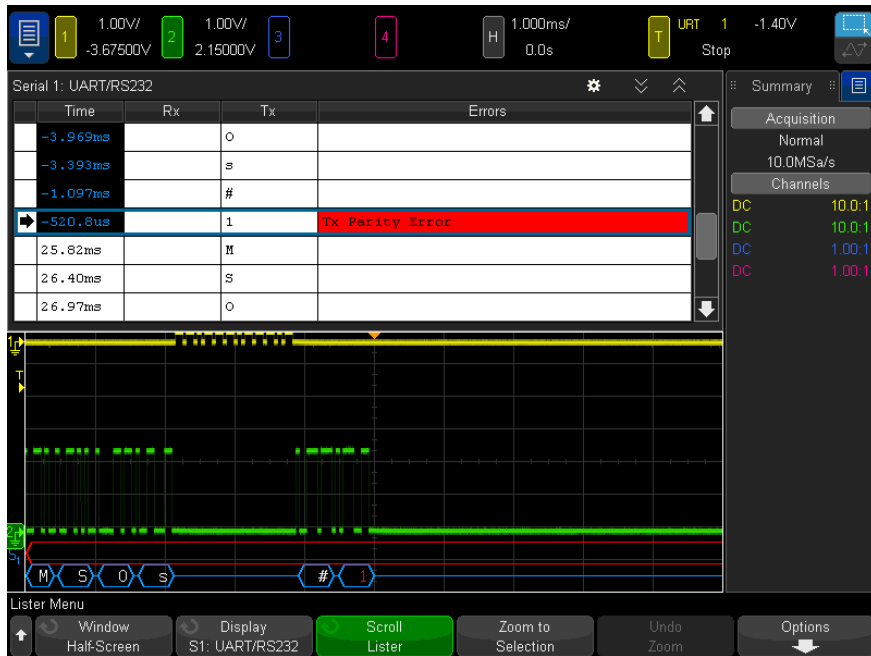 1 1.00V/ -3.67500V 2 1.00V/ 2.15000V 3 4 H 1.000ms/ 0.0s T URT 1 -1.40V Stop
Serial 1: UART/RS232
Time Rx Tx Errors
-3.969ms O
-3.393ms s
-1.097ms #
-520.8us 1 Tx Parity Error
25.82ms M
26.40ms S
26.97ms O
Summary
Acquisition
Normal
10.0MSa/s
Channels
DC 10.0:1
DC 10.0:1
DC 1.00:1
DC 1.00:1
1
T
2
S1
M S O s # 1
Lister Menu
Window Half-Screen
Display S1: UART/RS232
Scroll Lister
Zoom to Selection
Undo Zoom
Options